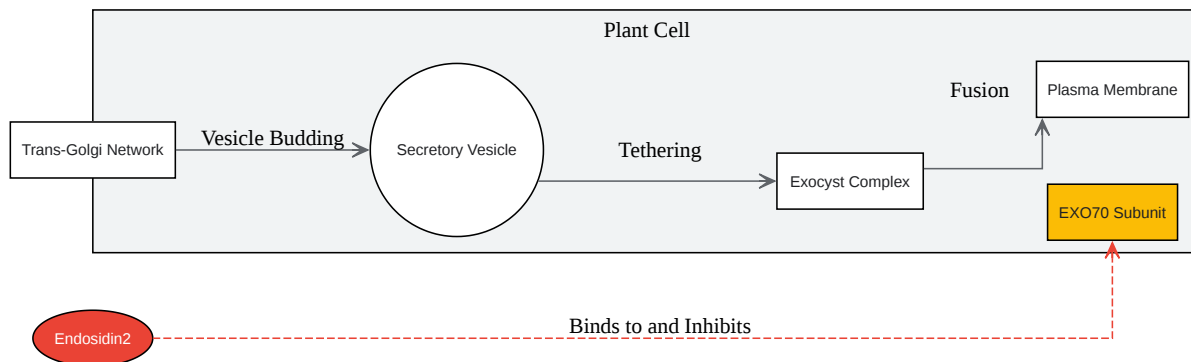 Plant Cell
Fusion
Plasma Membrane
Trans-Golgi Network
Vesicle Budding
Secretory Vesicle
Tethering
Exocyst Complex
EXO70 Subunit
Endosidin2
Binds to and Inhibits